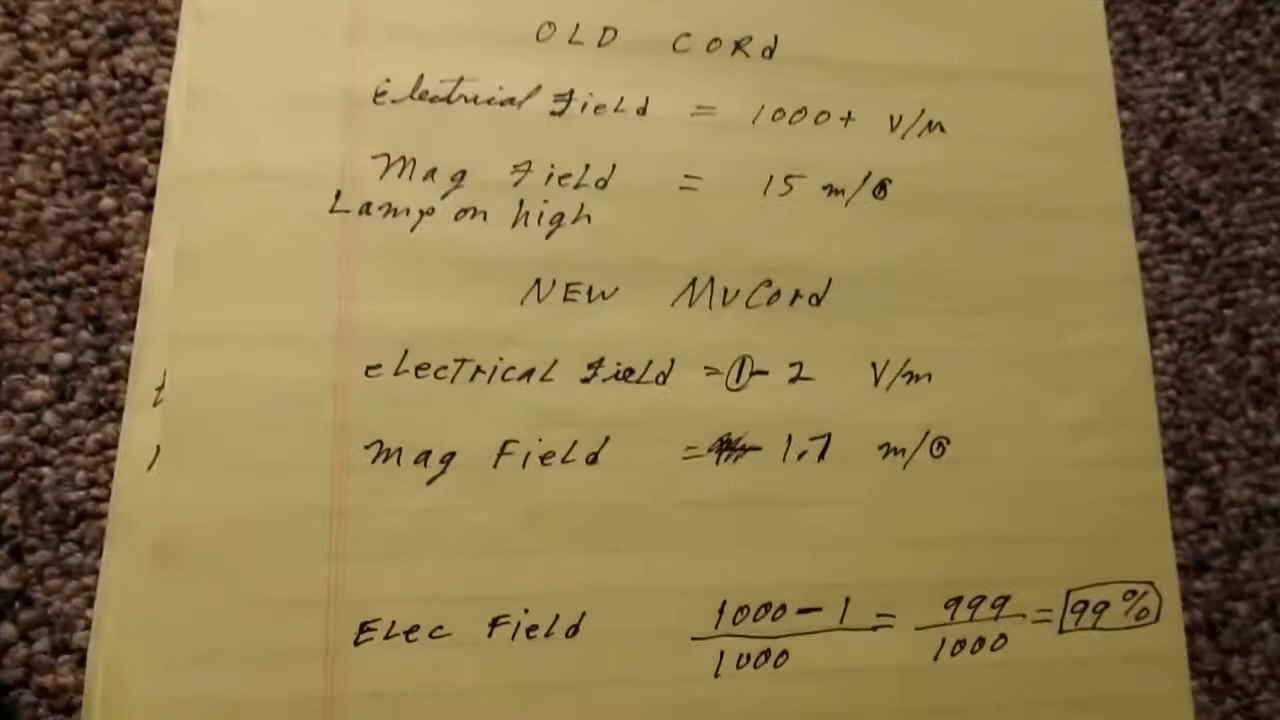 OLD CORd
Electrical Field = 1000+ V/M
Mag Field = 15 m/G
Lamp on high
NEW MuCord
electrical Field = 1- 2 V/m
Mag Field = 1.7 m/G
Elec Field 1000 - 1 / 1000 = 999 / 1000 = 99%